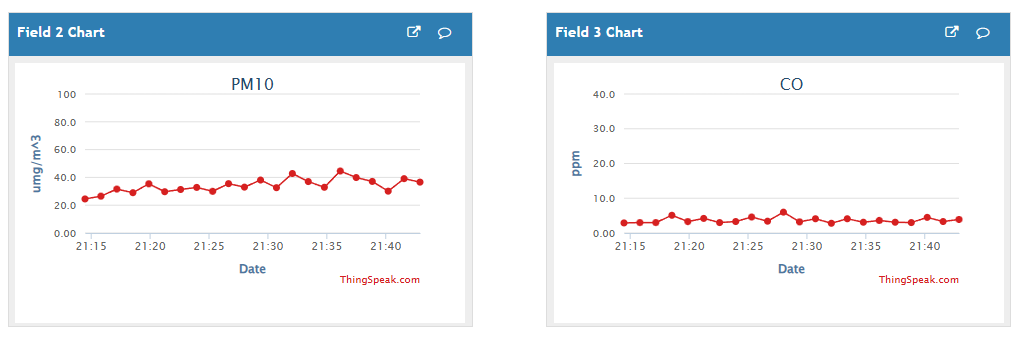 Field 2 Chart
PM10
100
80.0
60.0
40.0
20.0
0.00
umg/m^3
21:15 21:20 21:25 21:30 21:35 21:40
Date
ThingSpeak.com
Field 3 Chart
CO
40.0
30.0
20.0
10.0
0.00
ppm
21:15 21:20 21:25 21:30 21:35 21:40
Date
ThingSpeak.com